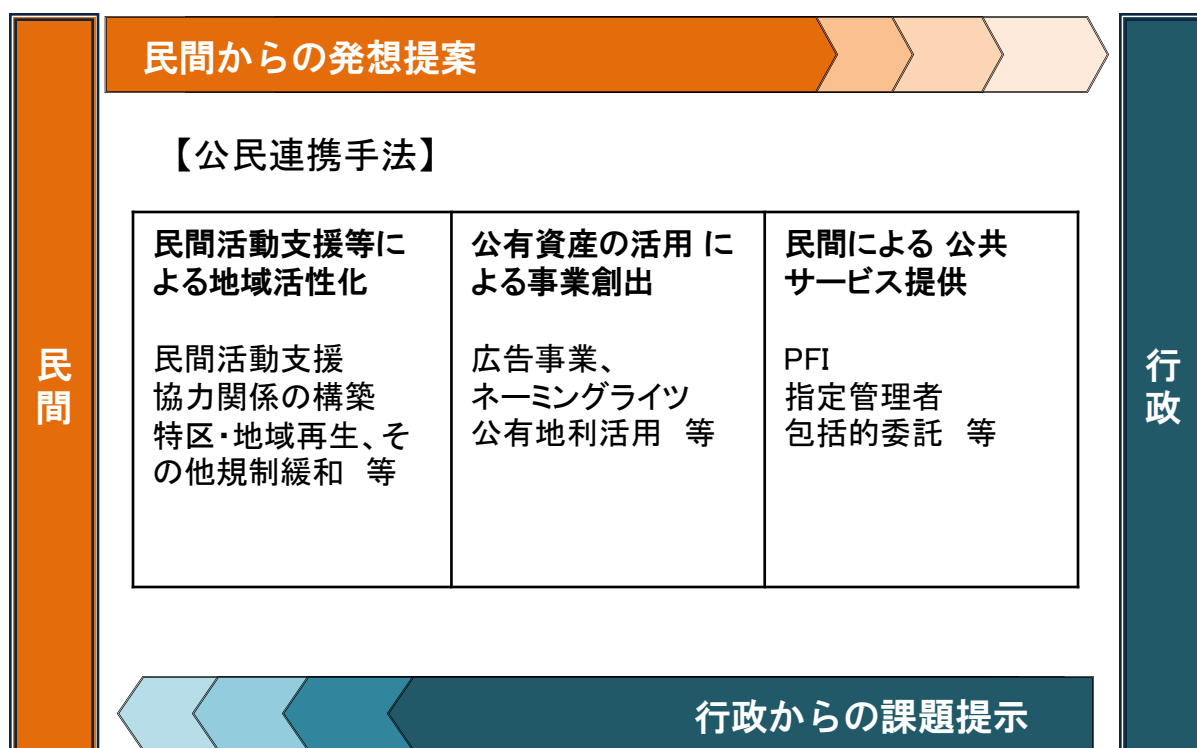 民間からの発想提案
【公民連携手法】
民間活動支援等に
よる地域活性化
民間活動支援
協力関係の構築
特区・地域再生、そ
の他規制緩和　等
公有資産の活用 に
よる事業創出
広告事業、
ネーミングライツ
公有地利活用　等
民間による 公共
サービス提供
PFI
指定管理者
包括的委託　等
民間
行政
行政からの課題提示